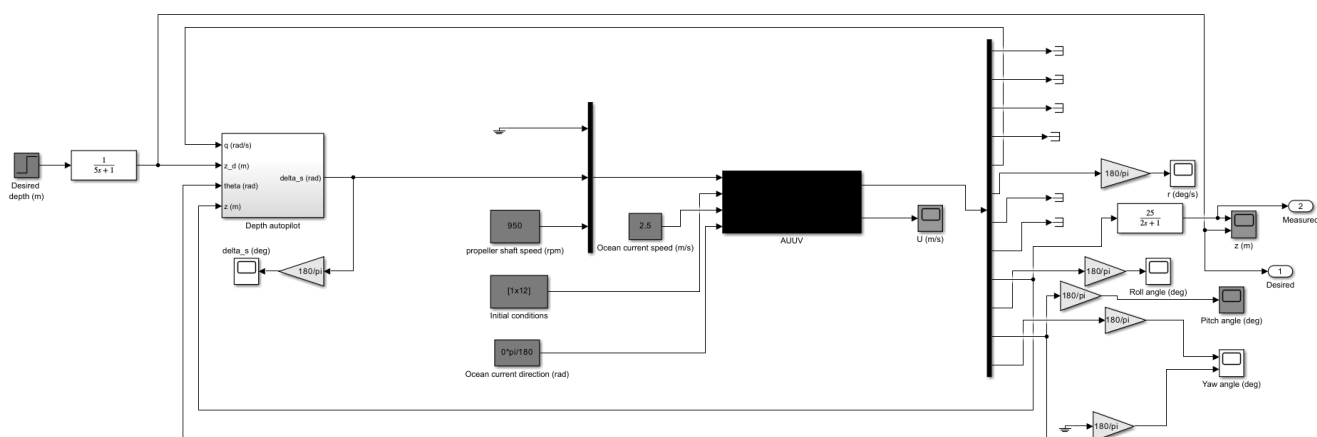 Desired
depth (m)
1
5s + 1
q (rad/s)
z_d (m)
theta (rad)
z (m)
delta_s (rad)
Depth autopilot
delta_s (deg)
180/pi
950
propeller shaft speed (rpm)
[1x12]
Initial conditions
0*pi/180
Ocean current direction (rad)
2.5
Ocean current speed (m/s)
AUUV
U (m/s)
180/pi
r (deg/s)
25
2s + 1
z (m)
2
Measured
1
Desired
180/pi
Roll angle (deg)
180/pi
Pitch angle (deg)
180/pi
Yaw angle (deg)
180/pi